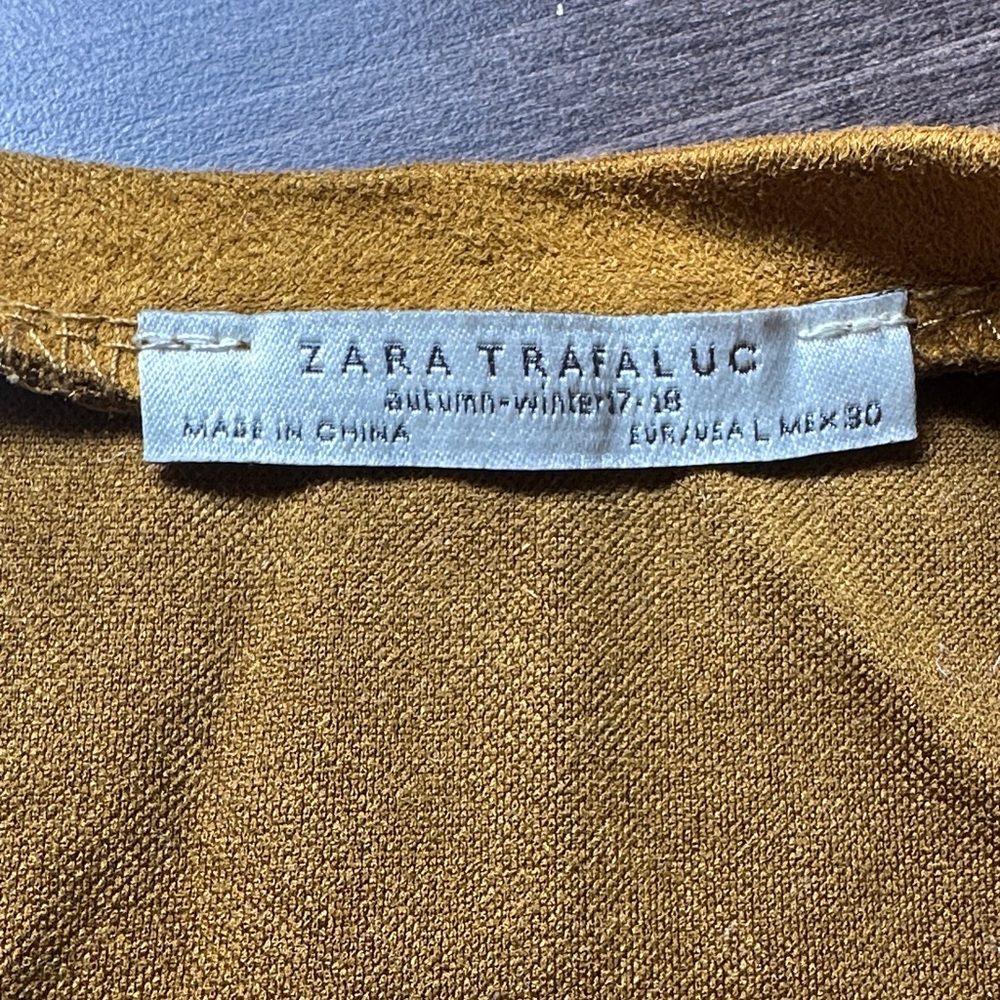 ZARA TRAFALUC
autumn-winter17-18
MADE IN CHINA EUR/USA L MEX 30